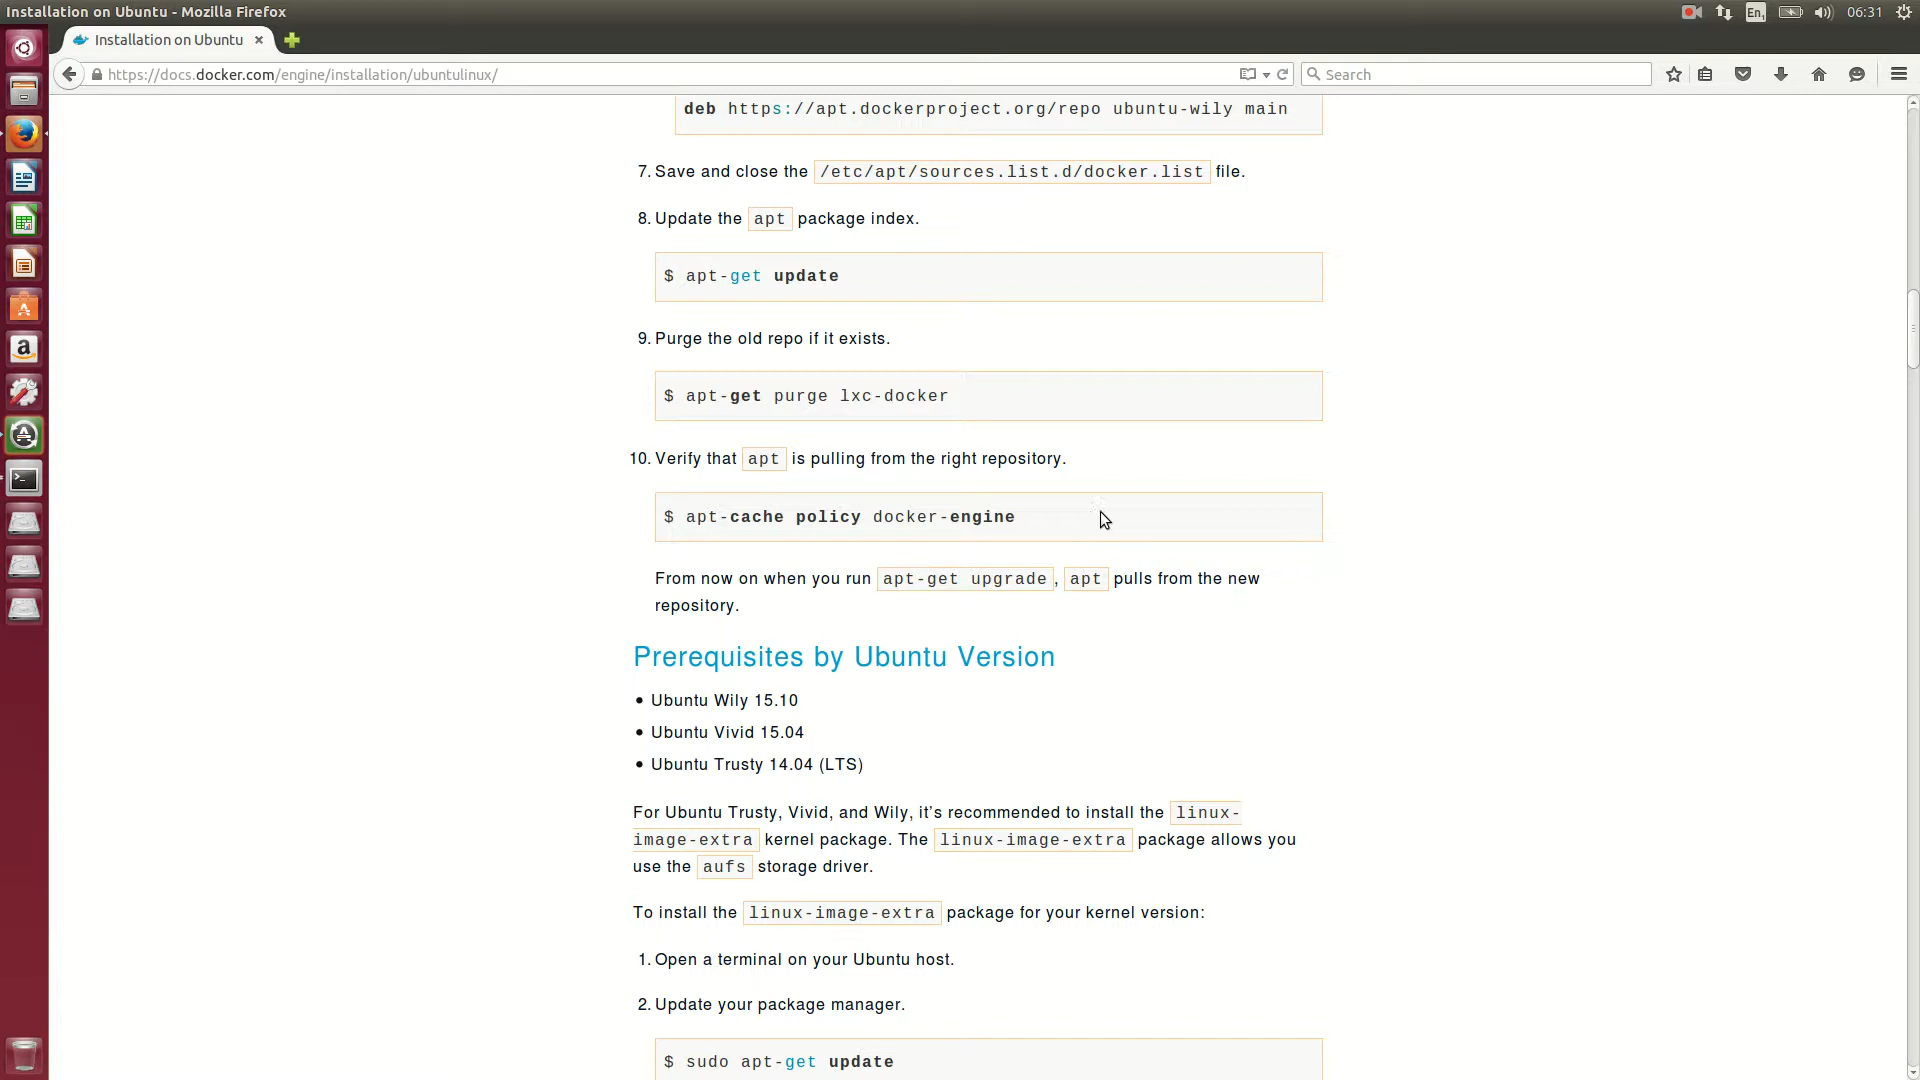 Installation on Ubuntu - Mozilla Firefox
En
06:31
Installation on Ubuntu
https://docs.docker.com/engine/installation/ubuntulinux/
Search
deb https://apt.dockerproject.org/repo ubuntu-wily main
7. Save and close the /etc/apt/sources.list.d/docker.list file.
8. Update the apt package index.
$ apt-get update
9. Purge the old repo if it exists.
$ apt-get purge lxc-docker
10. Verify that apt is pulling from the right repository.
$ apt-cache policy docker-engine
From now on when you run apt-get upgrade, apt pulls from the new
repository.
Prerequisites by Ubuntu Version
• Ubuntu Wily 15.10
• Ubuntu Vivid 15.04
• Ubuntu Trusty 14.04 (LTS)
For Ubuntu Trusty, Vivid, and Wily, it’s recommended to install the linux-
image-extra kernel package. The linux-image-extra package allows you
use the aufs storage driver.
To install the linux-image-extra package for your kernel version:
1. Open a terminal on your Ubuntu host.
2. Update your package manager.
$ sudo apt-get update